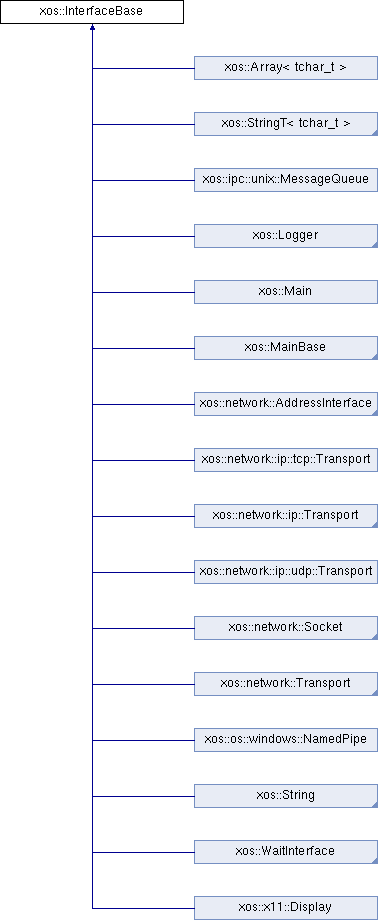 xos::InterfaceBase
xos::Array< tchar_t >
xos::StringT< tchar_t >
xos::ipc::unix::MessageQueue
xos::Logger
xos::Main
xos::MainBase
xos::network::AddressInterface
xos::network::ip::tcp::Transport
xos::network::ip::Transport
xos::network::ip::udp::Transport
xos::network::Socket
xos::network::Transport
xos::os::windows::NamedPipe
xos::String
xos::WaitInterface
xos::x11::Display